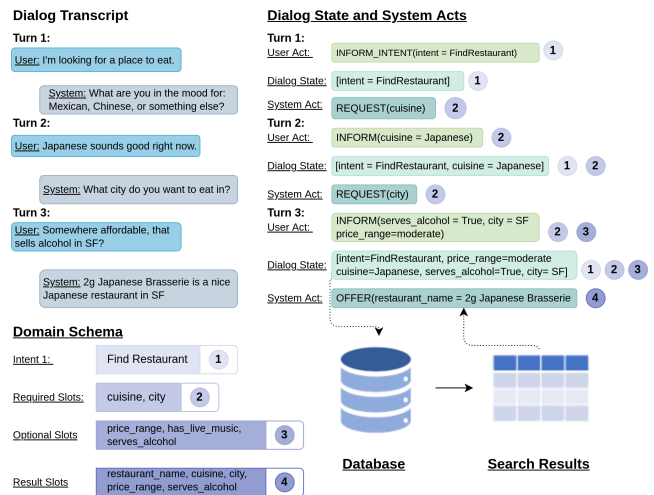 Dialog Transcript
Turn 1:
User: I'm looking for a place to eat.
System: What are you in the mood for:
Mexican, Chinese, or something else?
Turn 2:
User: Japanese sounds good right now.
System: What city do you want to eat in?
Turn 3:
User: Somewhere affordable, that
sells alcohol in SF?
System: 2g Japanese Brasserie is a nice
Japanese restaurant in SF
Domain Schema
Intent 1:
Find Restaurant
1
Required Slots:
cuisine, city
2
Optional Slots
price_range, has_live_music,
serves_alcohol
3
Result Slots
restaurant_name, cuisine, city,
price_range, serves_alcohol
4
Dialog State and System Acts
Turn 1:
User Act:
INFORM_INTENT(intent = FindRestaurant)
1
Dialog State:
[intent = FindRestaurant]
1
System Act:
REQUEST(cuisine)
2
Turn 2:
User Act:
INFORM(cuisine = Japanese)
2
Dialog State:
[intent = FindRestaurant, cuisine = Japanese]
1 2
System Act:
REQUEST(city)
2
Turn 3:
User Act:
INFORM(serves_alcohol = True, city = SF
price_range=moderate)
2 3
Dialog State:
[intent=FindRestaurant, price_range=moderate
cuisine=Japanese, serves_alcohol=True, city= SF]
1 2 3
System Act:
OFFER(restaurant_name = 2g Japanese Brasserie
4
Database
Search Results